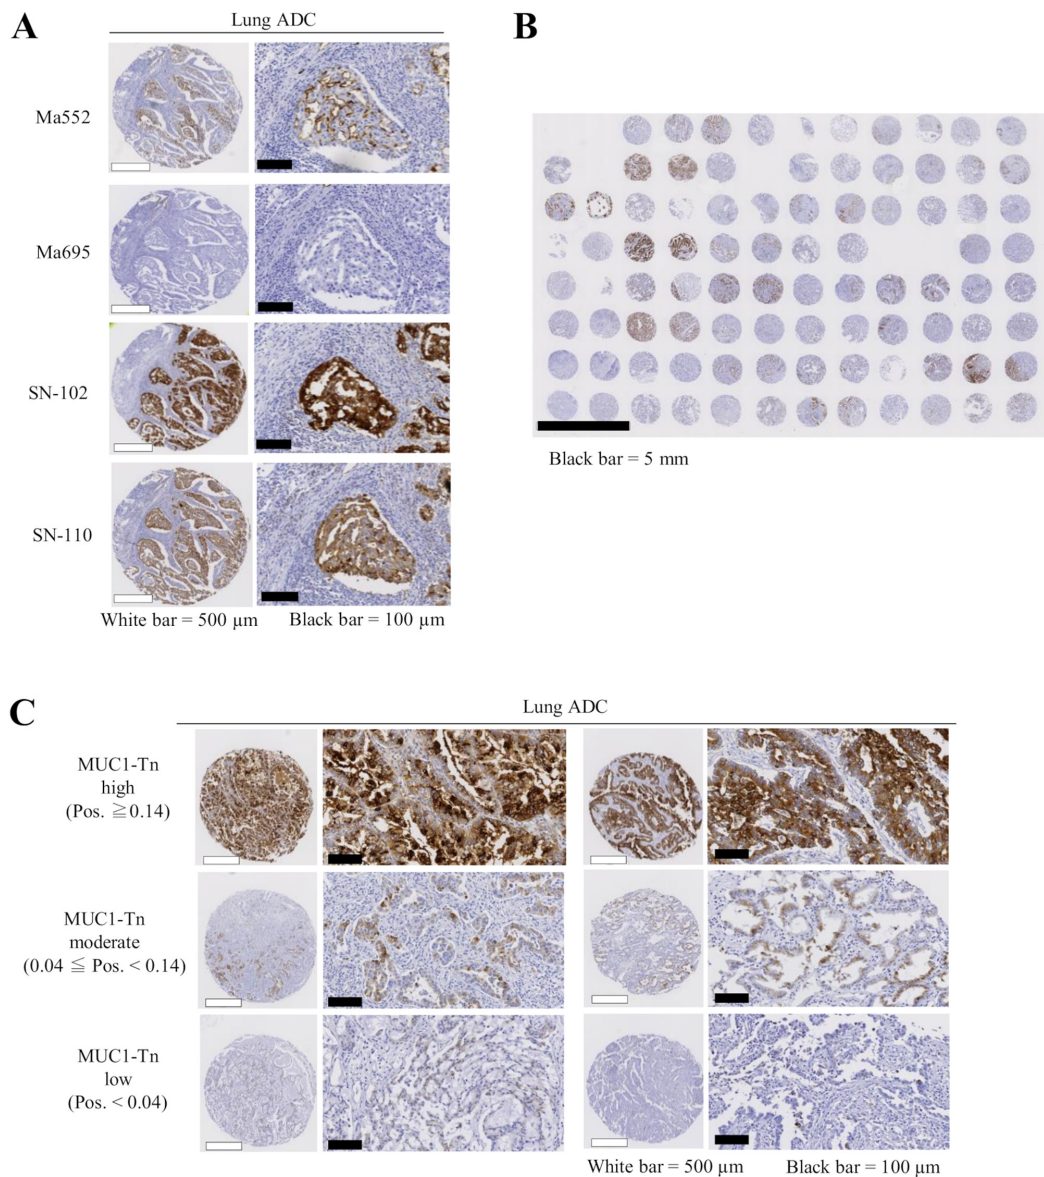 A
Lung ADC
Ma552
Ma695
SN-102
SN-110
White bar = 500 µm
Black bar = 100 µm
B
Black bar = 5 mm
C
Lung ADC
MUC1-Tn
high
(Pos. ≧0.14)
MUC1-Tn
moderate
(0.04 ≦ Pos. < 0.14)
MUC1-Tn
low
(Pos. < 0.04)
White bar = 500 µm
Black bar = 100 µm